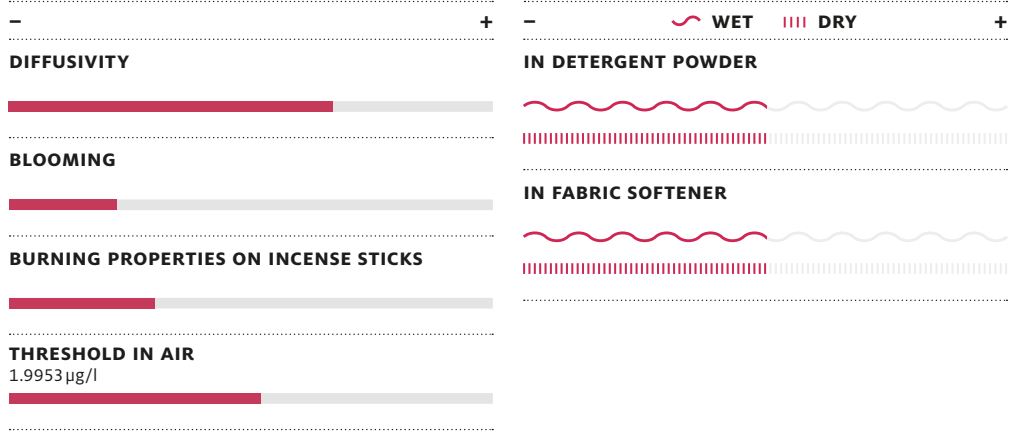 – +
DIFFUSIVITY
BLOOMING
BURNING PROPERTIES ON INCENSE STICKS
THRESHOLD IN AIR
1.9953 µg/l
– WET DRY +
IN DETERGENT POWDER
IN FABRIC SOFTENER